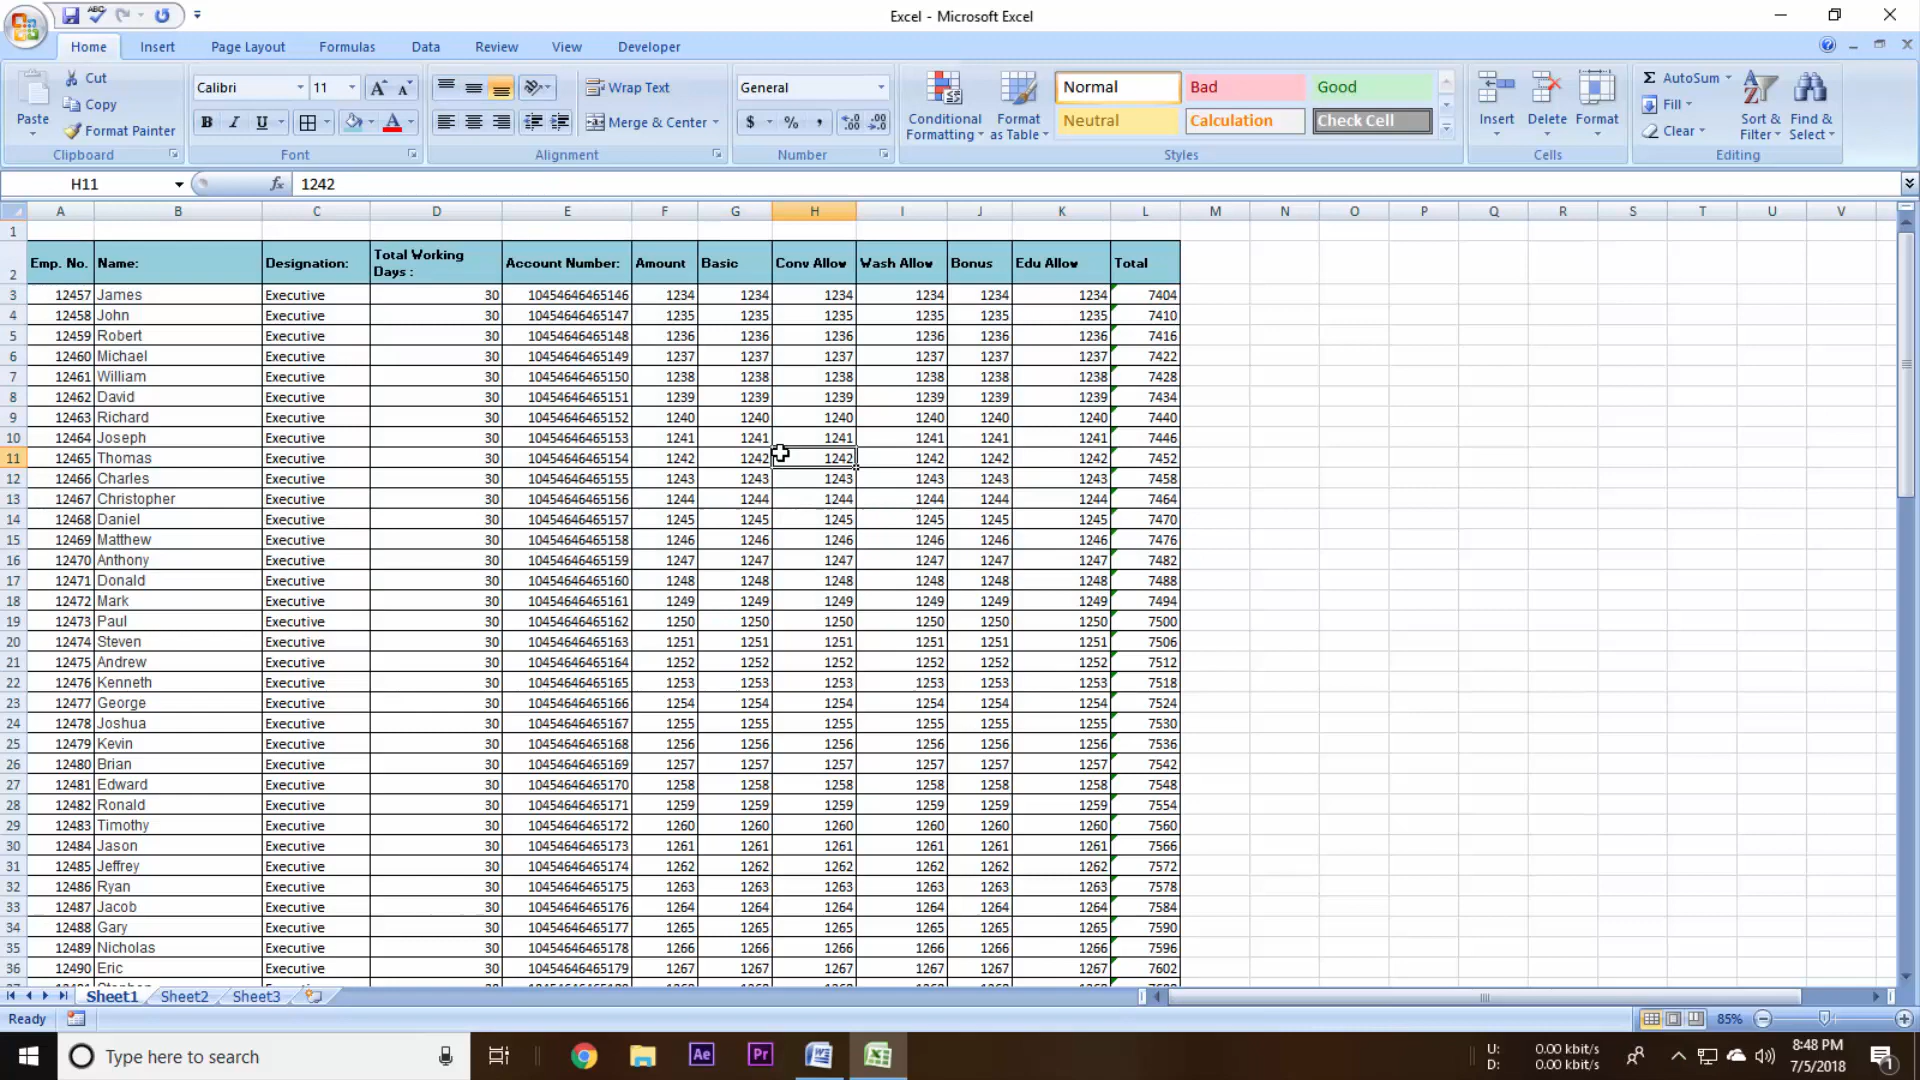 Excel - Microsoft Excel
Home Insert Page Layout Formulas Data Review View Developer
Paste Cut Copy Format Painter Clipboard
Calibri 11 Font
Wrap Text Merge & Center Alignment
General $ % , Number
Conditional Formatting Format as Table Normal Bad Good Neutral Calculation Check Cell Styles
Insert Delete Format Cells
Σ AutoSum Fill Clear Sort & Filter Find & Select Editing
H11 fx 1242
A B C D E F G H I J K L M N O P Q R S T U V
1
2 Emp. No. Name: Designation: Total Working Days : Account Number: Amount Basic Conv Allow Wash Allow Bonus Edu Allow Total
3 12457 James Executive 30 10454646465146 1234 1234 1234 1234 1234 1234 7404
4 12458 John Executive 30 10454646465147 1235 1235 1235 1235 1235 1235 7410
5 12459 Robert Executive 30 10454646465148 1236 1236 1236 1236 1236 1236 7416
6 12460 Michael Executive 30 10454646465149 1237 1237 1237 1237 1237 1237 7422
7 12461 William Executive 30 10454646465150 1238 1238 1238 1238 1238 1238 7428
8 12462 David Executive 30 10454646465151 1239 1239 1239 1239 1239 1239 7434
9 12463 Richard Executive 30 10454646465152 1240 1240 1240 1240 1240 1240 7440
10 12464 Joseph Executive 30 10454646465153 1241 1241 1241 1241 1241 1241 7446
11 12465 Thomas Executive 30 10454646465154 1242 1242 1242 1242 1242 1242 7452
12 12466 Charles Executive 30 10454646465155 1243 1243 1243 1243 1243 1243 7458
13 12467 Christopher Executive 30 10454646465156 1244 1244 1244 1244 1244 1244 7464
14 12468 Daniel Executive 30 10454646465157 1245 1245 1245 1245 1245 1245 7470
15 12469 Matthew Executive 30 10454646465158 1246 1246 1246 1246 1246 1246 7476
16 12470 Anthony Executive 30 10454646465159 1247 1247 1247 1247 1247 1247 7482
17 12471 Donald Executive 30 10454646465160 1248 1248 1248 1248 1248 1248 7488
18 12472 Mark Executive 30 10454646465161 1249 1249 1249 1249 1249 1249 7494
19 12473 Paul Executive 30 10454646465162 1250 1250 1250 1250 1250 1250 7500
20 12474 Steven Executive 30 10454646465163 1251 1251 1251 1251 1251 1251 7506
21 12475 Andrew Executive 30 10454646465164 1252 1252 1252 1252 1252 1252 7512
22 12476 Kenneth Executive 30 10454646465165 1253 1253 1253 1253 1253 1253 7518
23 12477 George Executive 30 10454646465166 1254 1254 1254 1254 1254 1254 7524
24 12478 Joshua Executive 30 10454646465167 1255 1255 1255 1255 1255 1255 7530
25 12479 Kevin Executive 30 10454646465168 1256 1256 1256 1256 1256 1256 7536
26 12480 Brian Executive 30 10454646465169 1257 1257 1257 1257 1257 1257 7542
27 12481 Edward Executive 30 10454646465170 1258 1258 1258 1258 1258 1258 7548
28 12482 Ronald Executive 30 10454646465171 1259 1259 1259 1259 1259 1259 7554
29 12483 Timothy Executive 30 10454646465172 1260 1260 1260 1260 1260 1260 7560
30 12484 Jason Executive 30 10454646465173 1261 1261 1261 1261 1261 1261 7566
31 12485 Jeffrey Executive 30 10454646465174 1262 1262 1262 1262 1262 1262 7572
32 12486 Ryan Executive 30 10454646465175 1263 1263 1263 1263 1263 1263 7578
33 12487 Jacob Executive 30 10454646465176 1264 1264 1264 1264 1264 1264 7584
34 12488 Gary Executive 30 10454646465177 1265 1265 1265 1265 1265 1265 7590
35 12489 Nicholas Executive 30 10454646465178 1266 1266 1266 1266 1266 1266 7596
36 12490 Eric Executive 30 10454646465179 1267 1267 1267 1267 1267 1267 7602
Sheet1 Sheet2 Sheet3
Ready 85%
Type here to search Ae Pr U: 0.00 kbit/s 8:48 PM
D: 0.00 kbit/s 7/5/2018 1